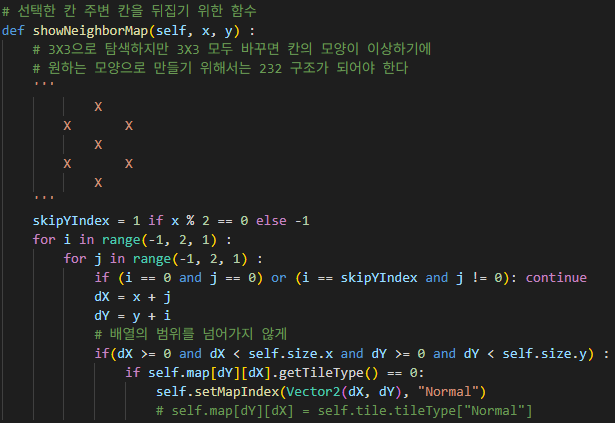 # 선택한 칸 주변 칸을 뒤집기 위한 함수
def showNeighborMap(self, x, y) :
    # 3X3으로 탐색하지만 3X3 모두 바꾸면 칸의 모양이 이상하기에
    # 원하는 모양으로 만들기 위해서는 232 구조가 되어야 한다
    '''
            X
        X       X
            X
        X       X
            X
    '''
    skipYIndex = 1 if x % 2 == 0 else -1
    for i in range(-1, 2, 1) :
        for j in range(-1, 2, 1) :
            if (i == 0 and j == 0) or (i == skipYIndex and j != 0): continue
            dX = x + j
            dY = y + i
            # 배열의 범위를 넘어가지 않게
            if(dX >= 0 and dX < self.size.x and dY >= 0 and dY < self.size.y) :
                if self.map[dY][dX].getTileType() == 0:
                    self.setMapIndex(Vector2(dX, dY), "Normal")
                    # self.map[dY][dX] = self.tile.tileType["Normal"]